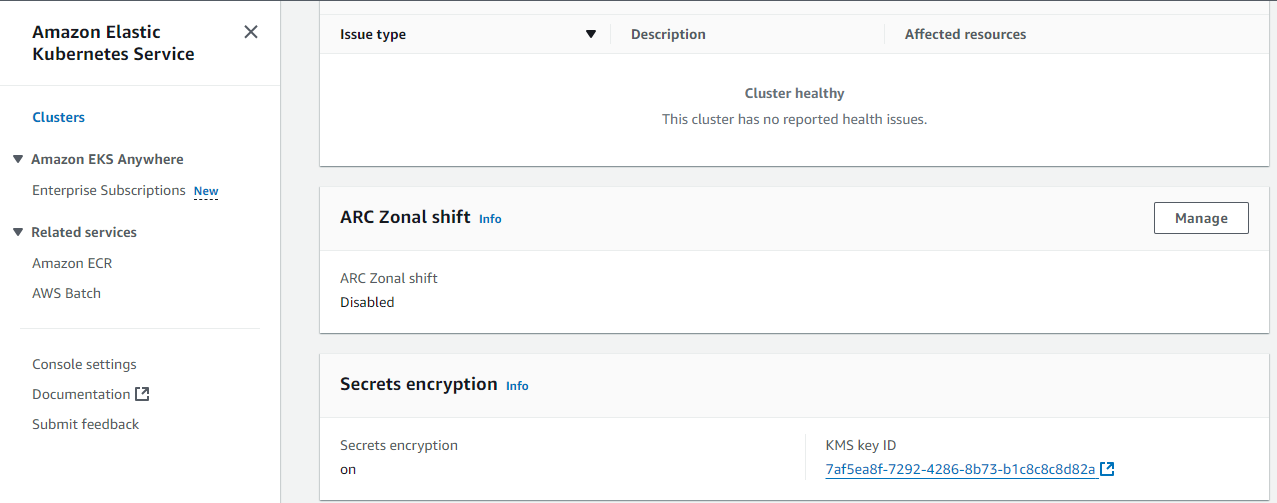 Amazon Elastic
Kubernetes Service
Clusters
Amazon EKS Anywhere
Enterprise Subscriptions New
Related services
Amazon ECR
AWS Batch
Console settings
Documentation
Submit feedback
Issue type Description Affected resources
Cluster healthy
This cluster has no reported health issues.
ARC Zonal shift Info Manage
ARC Zonal shift
Disabled
Secrets encryption Info
Secrets encryption KMS key ID
on 7af5ea8f-7292-4286-8b73-b1c8c8c8d82a